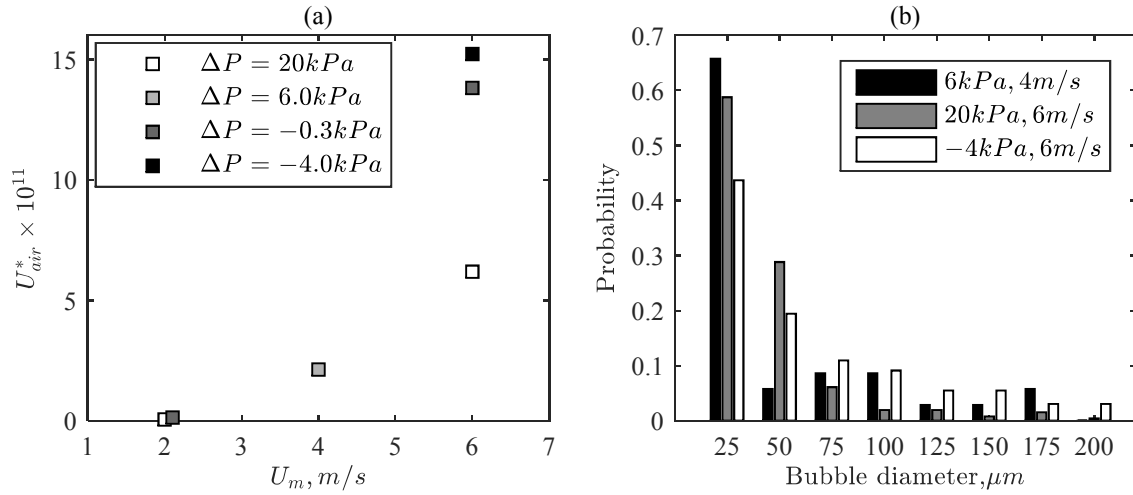 (a)
15
10
5
0
U*air × 10^11
ΔP = 20kPa
ΔP = 6.0kPa
ΔP = −0.3kPa
ΔP = −4.0kPa
1 2 3 4 5 6 7
Um, m/s
(b)
0.7
0.6
0.5
0.4
0.3
0.2
0.1
0
Probability
6kPa, 4m/s
20kPa, 6m/s
−4kPa, 6m/s
25 50 75 100 125 150 175 200
Bubble diameter,μm